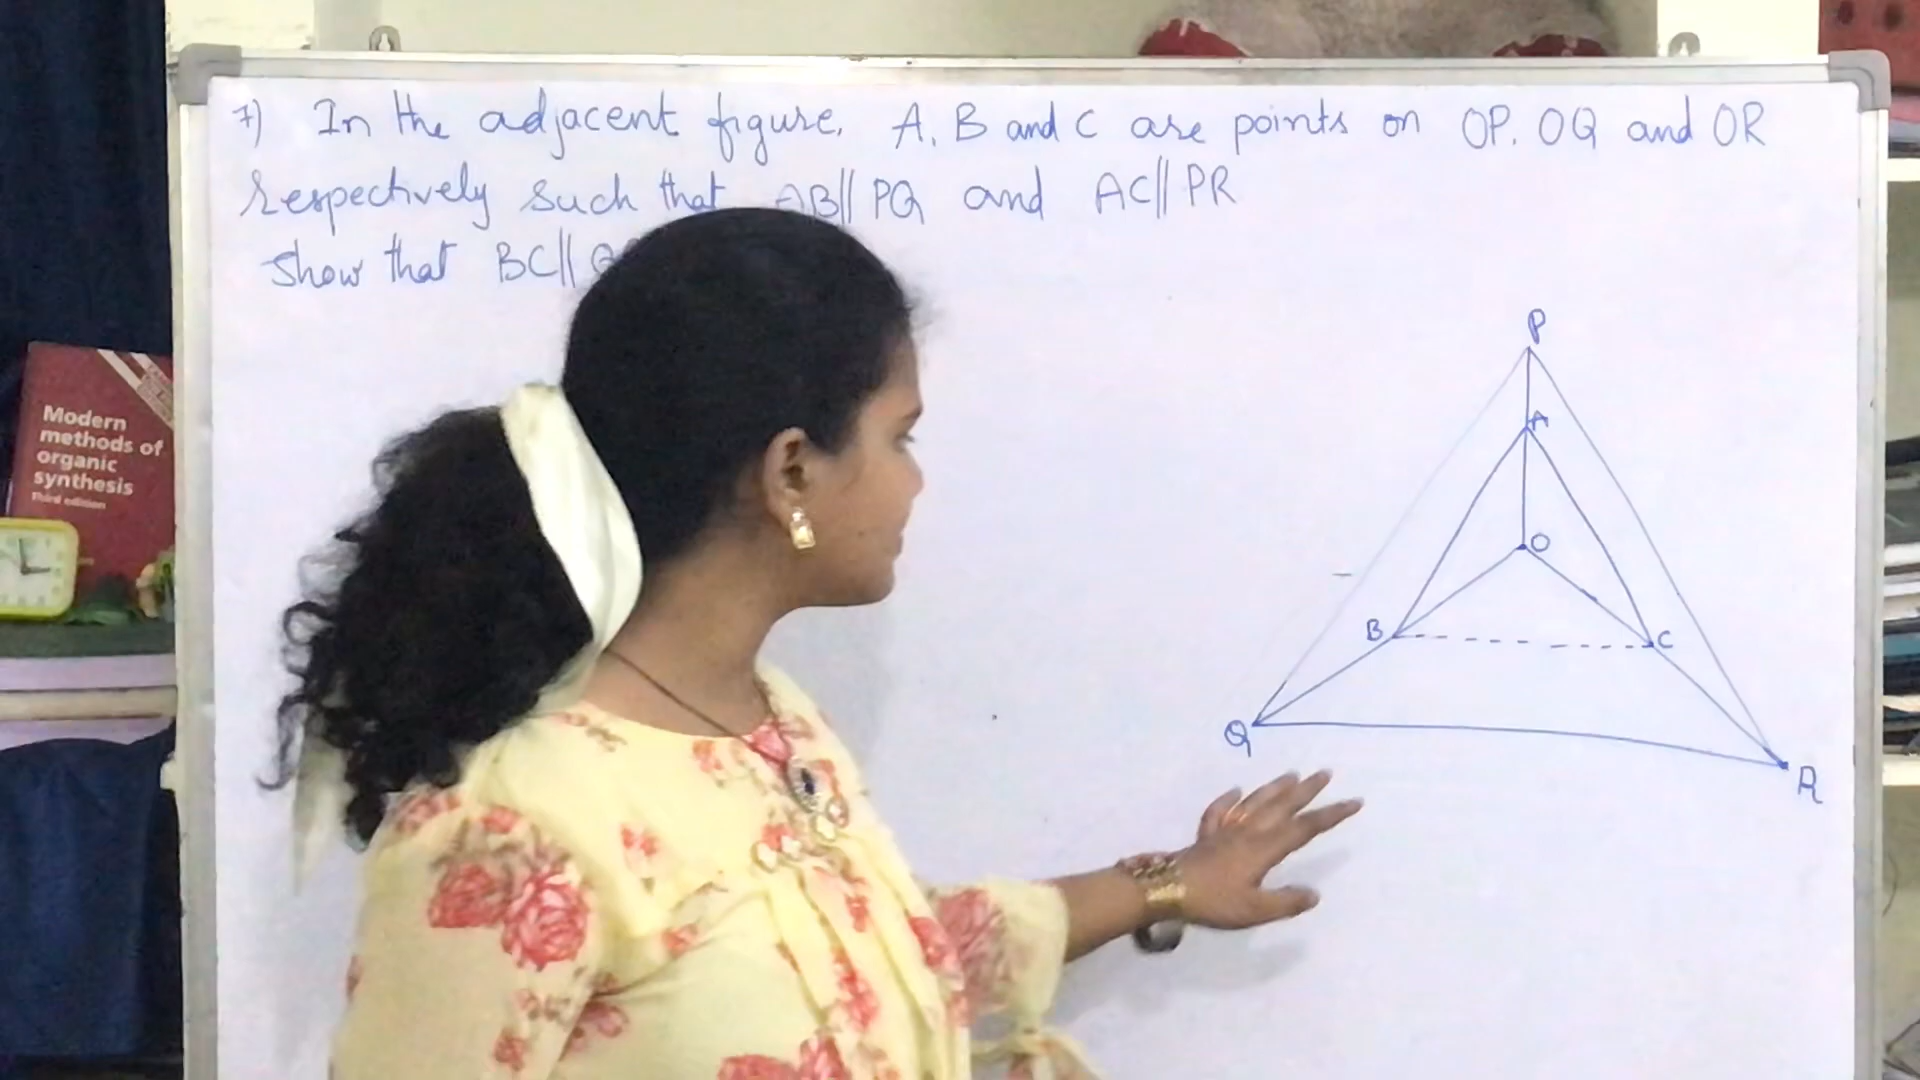 7) In the adjacent figure, A, B and C are points on OP, OQ and OR
respectively such that AB || PQ and AC || PR
Show that BC ||
P
A
O
B
C
Q
R
Modern
methods of
organic
synthesis
Third edition